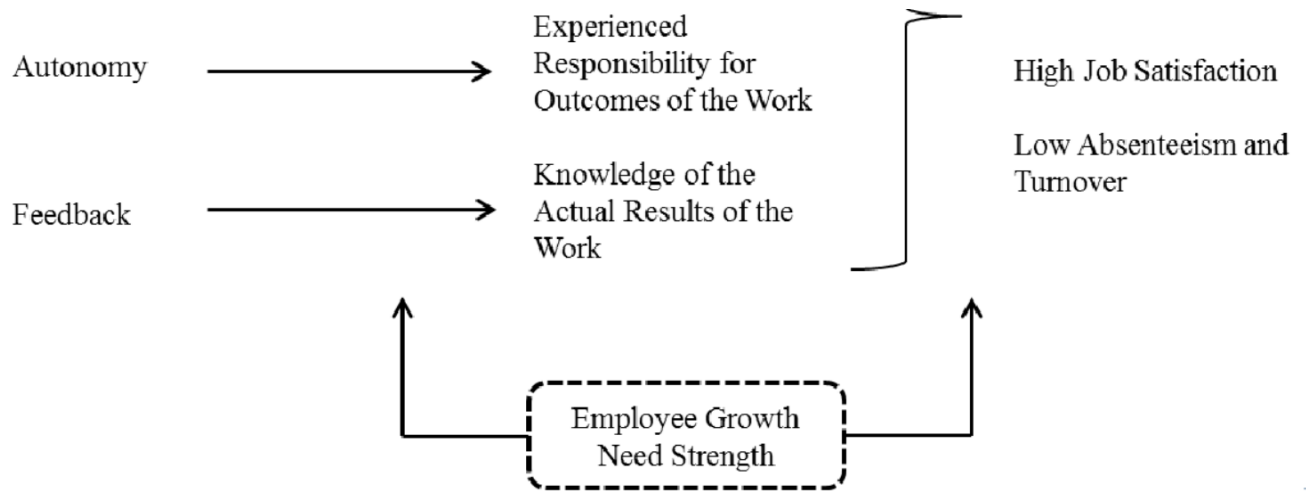 Autonomy
Experienced
Responsibility for
Outcomes of the Work
High Job Satisfaction
Low Absenteeism and
Turnover
Feedback
Knowledge of the
Actual Results of the
Work
Employee Growth
Need Strength